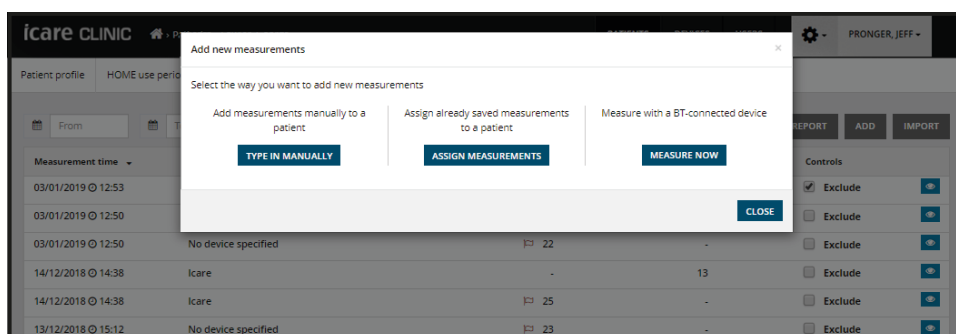 icare CLINIC
PATIENTS DEVICES USERS
PRONGER, JEFF
Add new measurements ×
Patient profile HOME use perio
Select the way you want to add new measurements
Add measurements manually to a patient
Assign already saved measurements to a patient
Measure with a BT-connected device
TYPE IN MANUALLY ASSIGN MEASUREMENTS MEASURE NOW
From
REPORT ADD IMPORT
CLOSE
Measurement time Controls
03/01/2019 12:53 Exclude
03/01/2019 12:50 Exclude
03/01/2019 12:50 No device specified 22 - Exclude
14/12/2018 14:38 Icare - 13 Exclude
14/12/2018 14:38 Icare 25 - Exclude
13/12/2018 15:12 No device specified 23 - Exclude